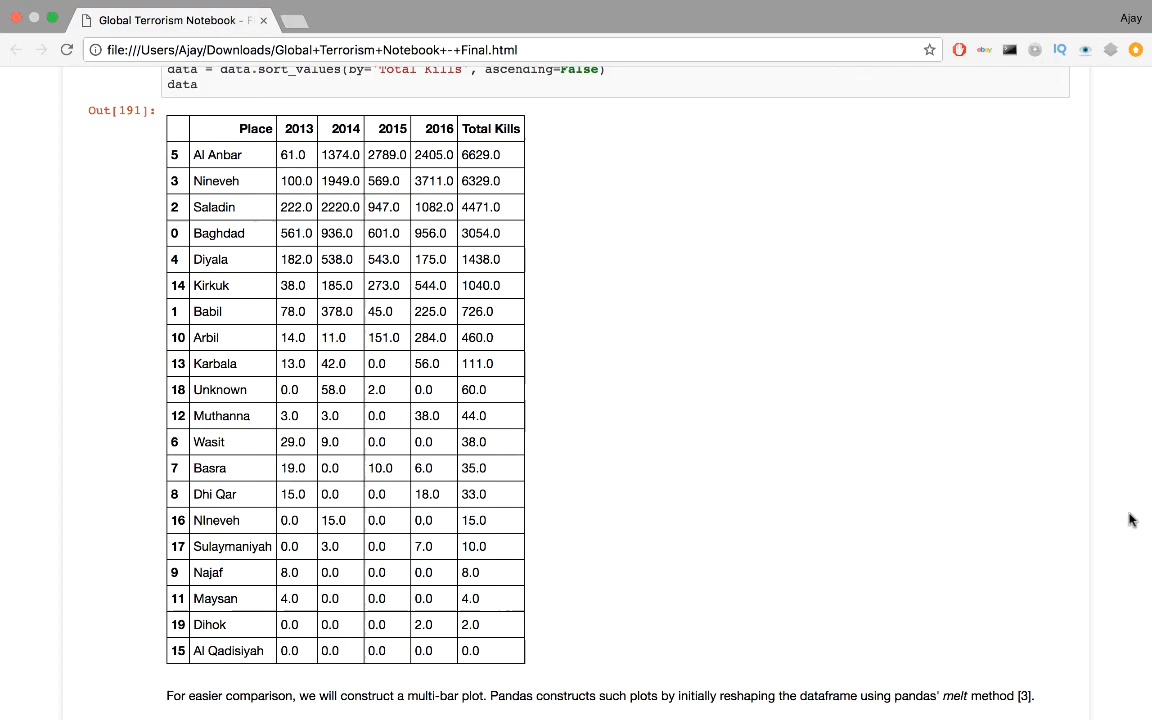 Global Terrorism Notebook - Fi
Ajay
file:///Users/Ajay/Downloads/Global+Terrorism+Notebook+-+Final.html
ebay
IQ
data = data.sort_values(by='Total Kills', ascending=False)
data
Out[191]:
Place 2013 2014 2015 2016 Total Kills
5 Al Anbar 61.0 1374.0 2789.0 2405.0 6629.0
3 Nineveh 100.0 1949.0 569.0 3711.0 6329.0
2 Saladin 222.0 2220.0 947.0 1082.0 4471.0
0 Baghdad 561.0 936.0 601.0 956.0 3054.0
4 Diyala 182.0 538.0 543.0 175.0 1438.0
14 Kirkuk 38.0 185.0 273.0 544.0 1040.0
1 Babil 78.0 378.0 45.0 225.0 726.0
10 Arbil 14.0 11.0 151.0 284.0 460.0
13 Karbala 13.0 42.0 0.0 56.0 111.0
18 Unknown 0.0 58.0 2.0 0.0 60.0
12 Muthanna 3.0 3.0 0.0 38.0 44.0
6 Wasit 29.0 9.0 0.0 0.0 38.0
7 Basra 19.0 0.0 10.0 6.0 35.0
8 Dhi Qar 15.0 0.0 0.0 18.0 33.0
16 NIneveh 0.0 15.0 0.0 0.0 15.0
17 Sulaymaniyah 0.0 3.0 0.0 7.0 10.0
9 Najaf 8.0 0.0 0.0 0.0 8.0
11 Maysan 4.0 0.0 0.0 0.0 4.0
19 Dihok 0.0 0.0 0.0 2.0 2.0
15 Al Qadisiyah 0.0 0.0 0.0 0.0 0.0
For easier comparison, we will construct a multi-bar plot. Pandas constructs such plots by initially reshaping the dataframe using pandas' melt method [3].